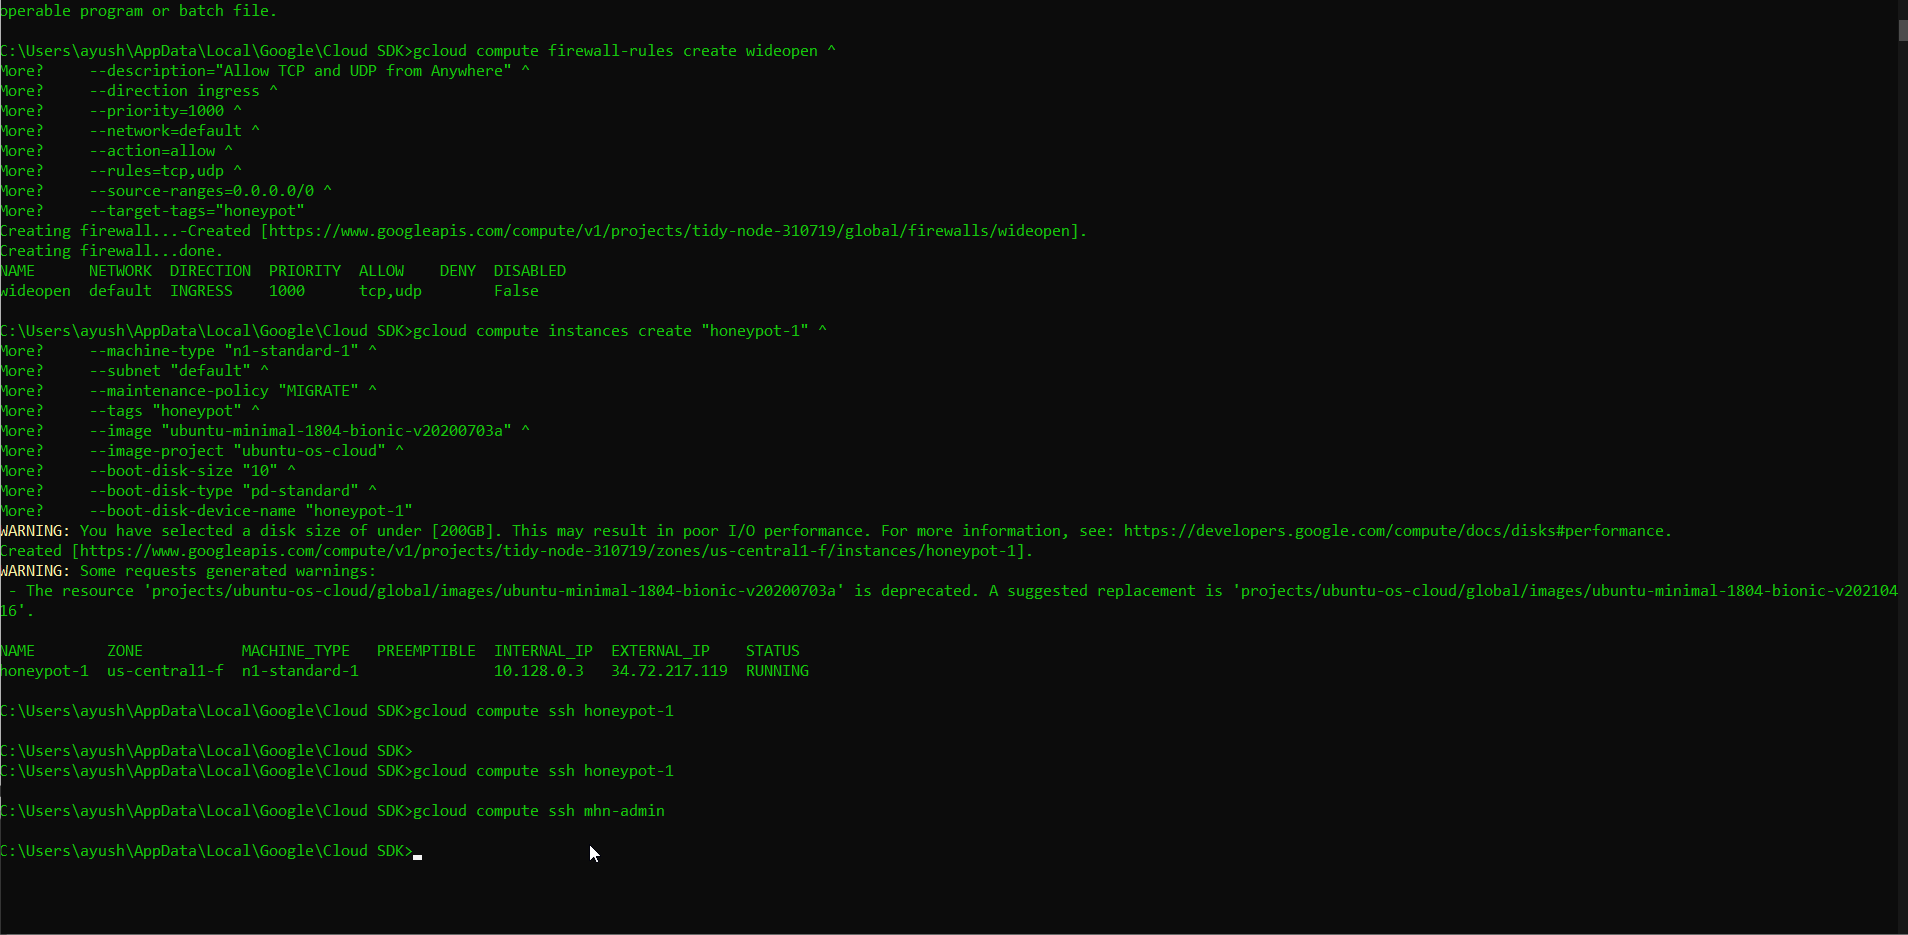 operable program or batch file.
C:\Users\ayush\AppData\Local\Google\Cloud SDK>gcloud compute firewall-rules create wideopen ^
More?     --description="Allow TCP and UDP from Anywhere" ^
More?     --direction ingress ^
More?     --priority=1000 ^
More?     --network=default ^
More?     --action=allow ^
More?     --rules=tcp,udp ^
More?     --source-ranges=0.0.0.0/0 ^
More?     --target-tags="honeypot"
Creating firewall...-Created [https://www.googleapis.com/compute/v1/projects/tidy-node-310719/global/firewalls/wideopen].
Creating firewall...done.
NAME      NETWORK  DIRECTION  PRIORITY  ALLOW    DENY  DISABLED
wideopen  default  INGRESS    1000      tcp,udp        False
C:\Users\ayush\AppData\Local\Google\Cloud SDK>gcloud compute instances create "honeypot-1" ^
More?     --machine-type "n1-standard-1" ^
More?     --subnet "default" ^
More?     --maintenance-policy "MIGRATE" ^
More?     --tags "honeypot" ^
More?     --image "ubuntu-minimal-1804-bionic-v20200703a" ^
More?     --image-project "ubuntu-os-cloud" ^
More?     --boot-disk-size "10" ^
More?     --boot-disk-type "pd-standard" ^
More?     --boot-disk-device-name "honeypot-1"
WARNING: You have selected a disk size of under [200GB]. This may result in poor I/O performance. For more information, see: https://developers.google.com/compute/docs/disks#performance.
Created [https://www.googleapis.com/compute/v1/projects/tidy-node-310719/zones/us-central1-f/instances/honeypot-1].
WARNING: Some requests generated warnings:
 - The resource 'projects/ubuntu-os-cloud/global/images/ubuntu-minimal-1804-bionic-v20200703a' is deprecated. A suggested replacement is 'projects/ubuntu-os-cloud/global/images/ubuntu-minimal-1804-bionic-v202104
16'.
NAME        ZONE           MACHINE_TYPE   PREEMPTIBLE  INTERNAL_IP  EXTERNAL_IP    STATUS
honeypot-1  us-central1-f  n1-standard-1               10.128.0.3   34.72.217.119  RUNNING
C:\Users\ayush\AppData\Local\Google\Cloud SDK>gcloud compute ssh honeypot-1
C:\Users\ayush\AppData\Local\Google\Cloud SDK>
C:\Users\ayush\AppData\Local\Google\Cloud SDK>gcloud compute ssh honeypot-1
C:\Users\ayush\AppData\Local\Google\Cloud SDK>gcloud compute ssh mhn-admin
C:\Users\ayush\AppData\Local\Google\Cloud SDK>